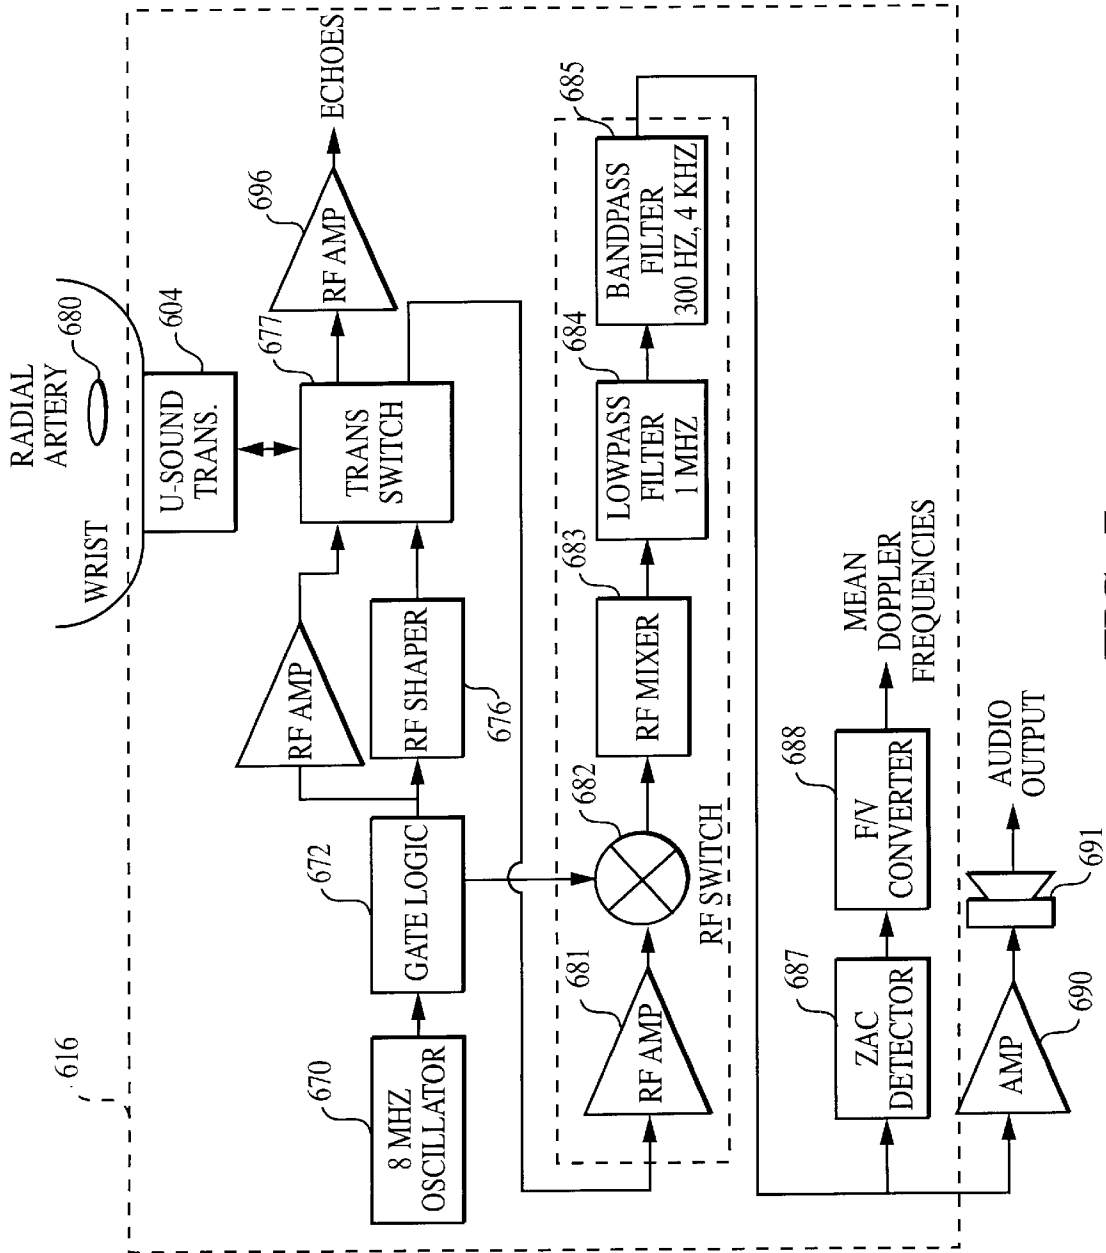 616
RADIAL
ARTERY
680
WRIST
U-SOUND
TRANS.
604
8 MHZ
OSCILLATOR
670
GATE LOGIC
672
RF AMP
RF SHAPER
676
TRANS
SWITCH
677
RF AMP
696
ECHOES
RF AMP
681
682
RF SWITCH
RF MIXER
683
LOWPASS
FILTER
1 MHZ
684
BANDPASS
FILTER
300 HZ, 4 KHZ
685
ZAC
DETECTOR
687
F/V
CONVERTER
688
MEAN
DOPPLER
FREQUENCIES
AMP
690
691
AUDIO
OUTPUT